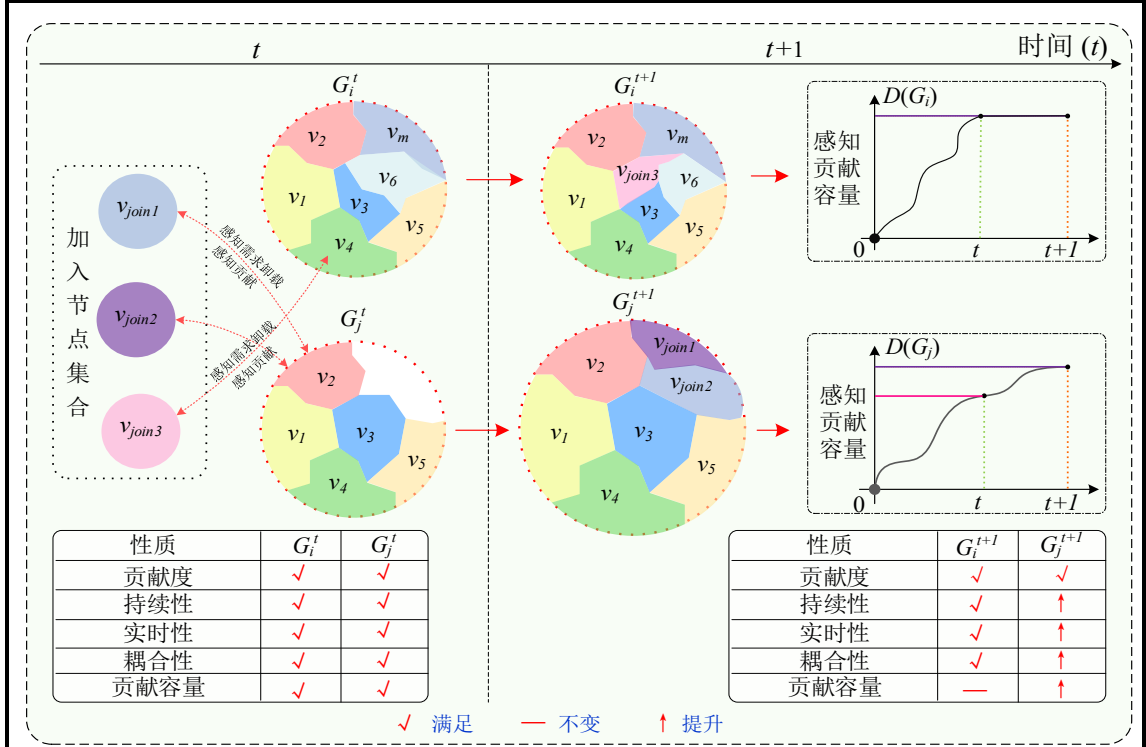 t
t+1
时间 (t)
G_i^t
G_i^{t+1}
v_2
v_m
v_1
v_6
v_3
v_5
v_4
v_2
v_m
v_join3
v_6
v_1
v_3
v_5
v_4
D(G_i)
感知
贡献
容量
0
t
t+1
加入节点集合
v_join1
v_join2
v_join3
感知需求卸载
感知贡献
感知需求卸载
感知贡献
G_j^t
G_j^{t+1}
v_2
v_1
v_3
v_5
v_4
v_join1
v_2
v_join2
v_1
v_3
v_5
v_4
D(G_j)
感知
贡献
容量
0
t
t+1
性质 G_i^t G_j^t
贡献度 √ √
持续性 √ √
实时性 √ √
耦合性 √ √
贡献容量 √ √
性质 G_i^{t+1} G_j^{t+1}
贡献度 √ √
持续性 √ ↑
实时性 √ ↑
耦合性 √ ↑
贡献容量 — ↑
√ 满足 — 不变 ↑ 提升